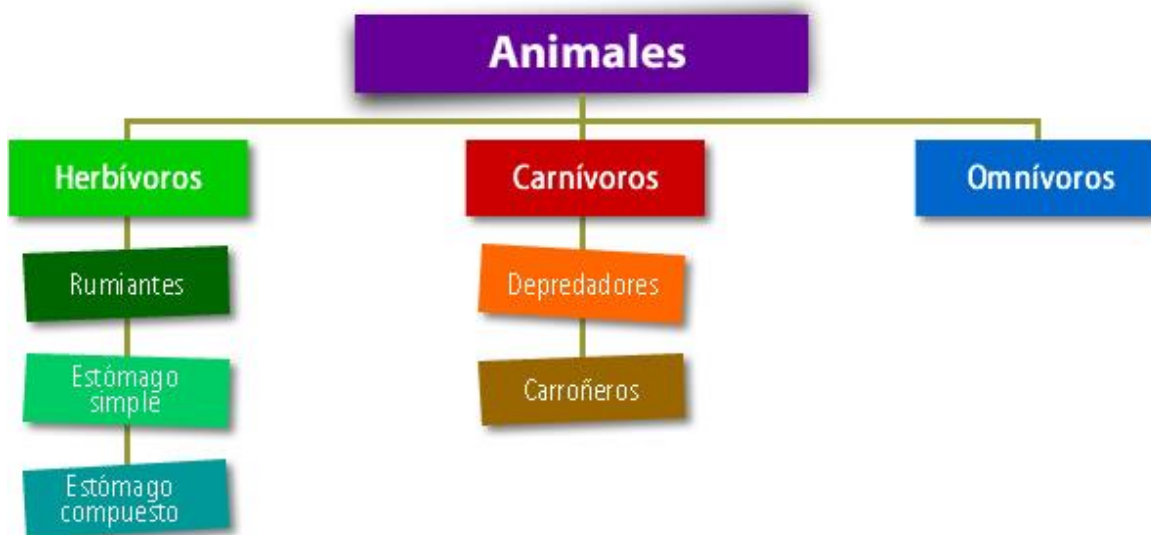 Animales
Herbívoros
Carnívoros
Omnívoros
Rumiantes
Depredadores
Estómago
simple
Carroñeros
Estómago
compuesto